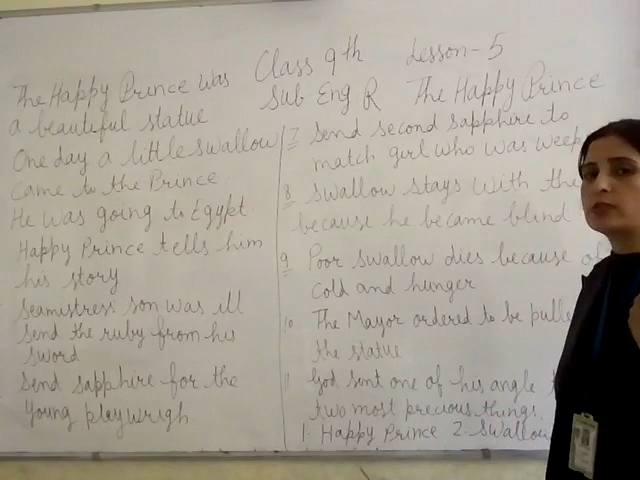 Class 9th Lesson-5
Sub Eng R The Happy Prince
The Happy Prince was
a beautiful statue
One day a little swallow
came to the Prince.
He was going to Egypt
Happy Prince tells him
his story
Seamistress son was ill
Send the ruby from his
sword
Send sapphire for the
young playwrigh
7 Send second sapphire to
match girl who was weep
8 Swallow stays with the
because he became blind
9 Poor swallow dies because of
cold and hunger
10 The Mayor ordered to be pulle
the statue
11 God sent one of his angle
two most precious things.
1. Happy Prince 2-Swallow